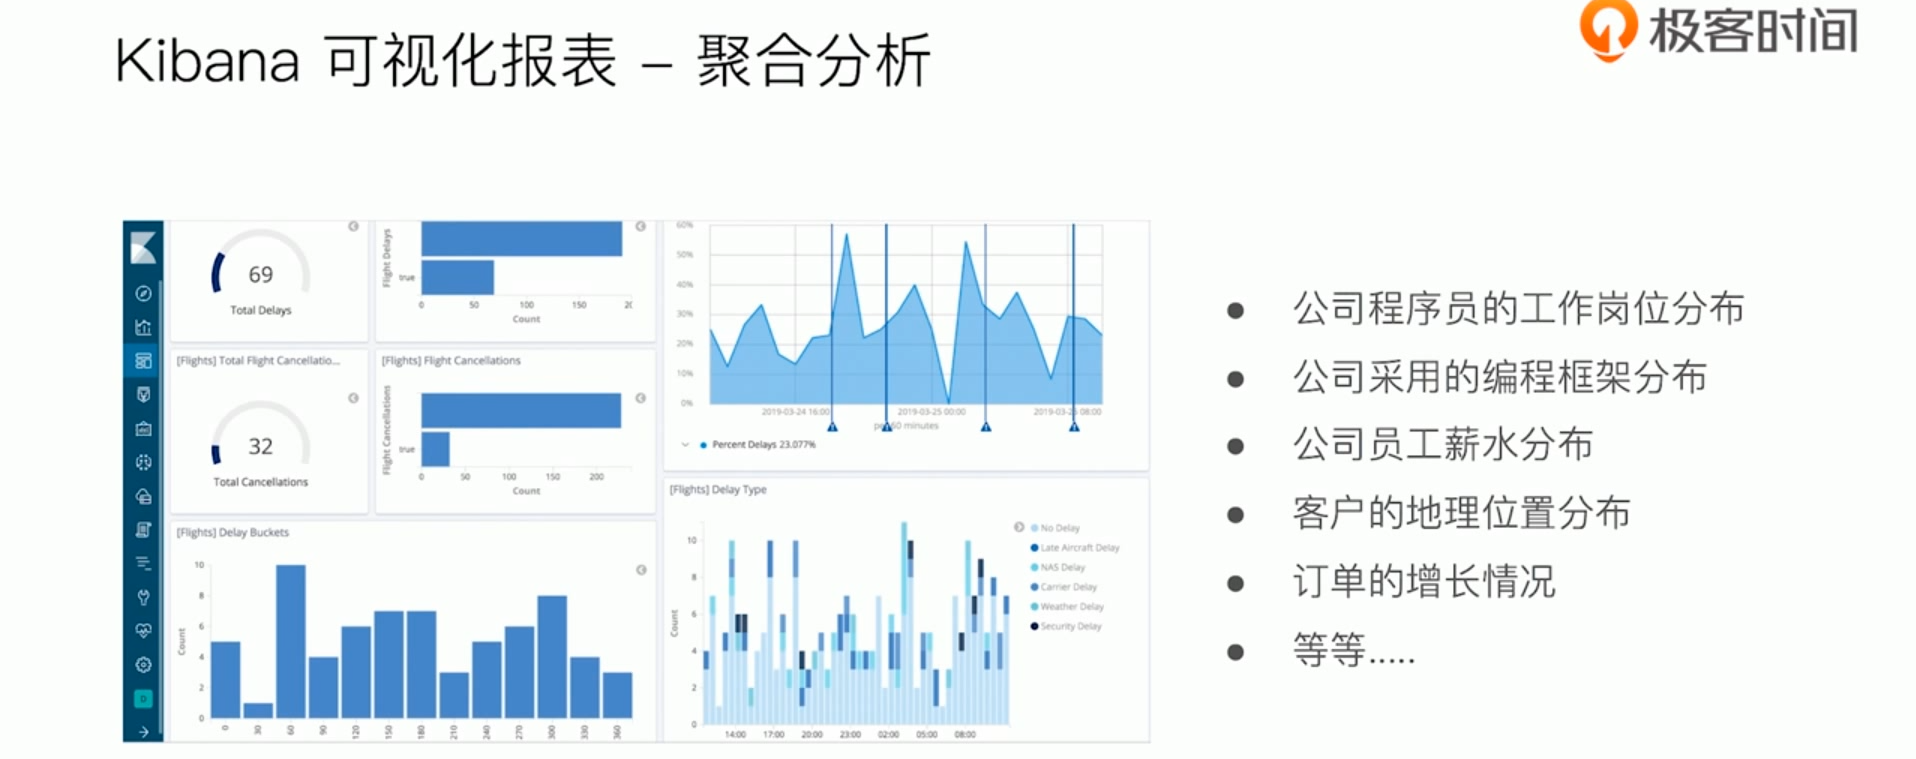 Kibana 可视化报表 – 聚合分析
极客时间
69
Total Delays
Flight Delays
true
0 50 100 150
Count
60%
50%
40%
30%
20%
10%
0%
2019-03-24 16:00 2019-03-25 00:00
per 60 minutes
Percent Delays 23.077%
[Flights] Total Flight Cancellatio...
32
Total Cancellations
[Flights] Flight Cancellations
Flight Cancellations
true
0 50 100 150 200
Count
[Flights] Delay Buckets
Count
10
8
6
4
2
0
0 30 60 90 120 150 180 210 240 270 300 330 360
D
[Flights] Delay Type
Count
10
8
6
4
2
0
14:00 17:00 20:00 23:00 02:00 05:00 08:00
No Delay
Late Aircraft Delay
NAS Delay
Carrier Delay
Weather Delay
Security Delay
公司程序员的工作岗位分布
公司采用的编程框架分布
公司员工薪水分布
客户的地理位置分布
订单的增长情况
等等.....